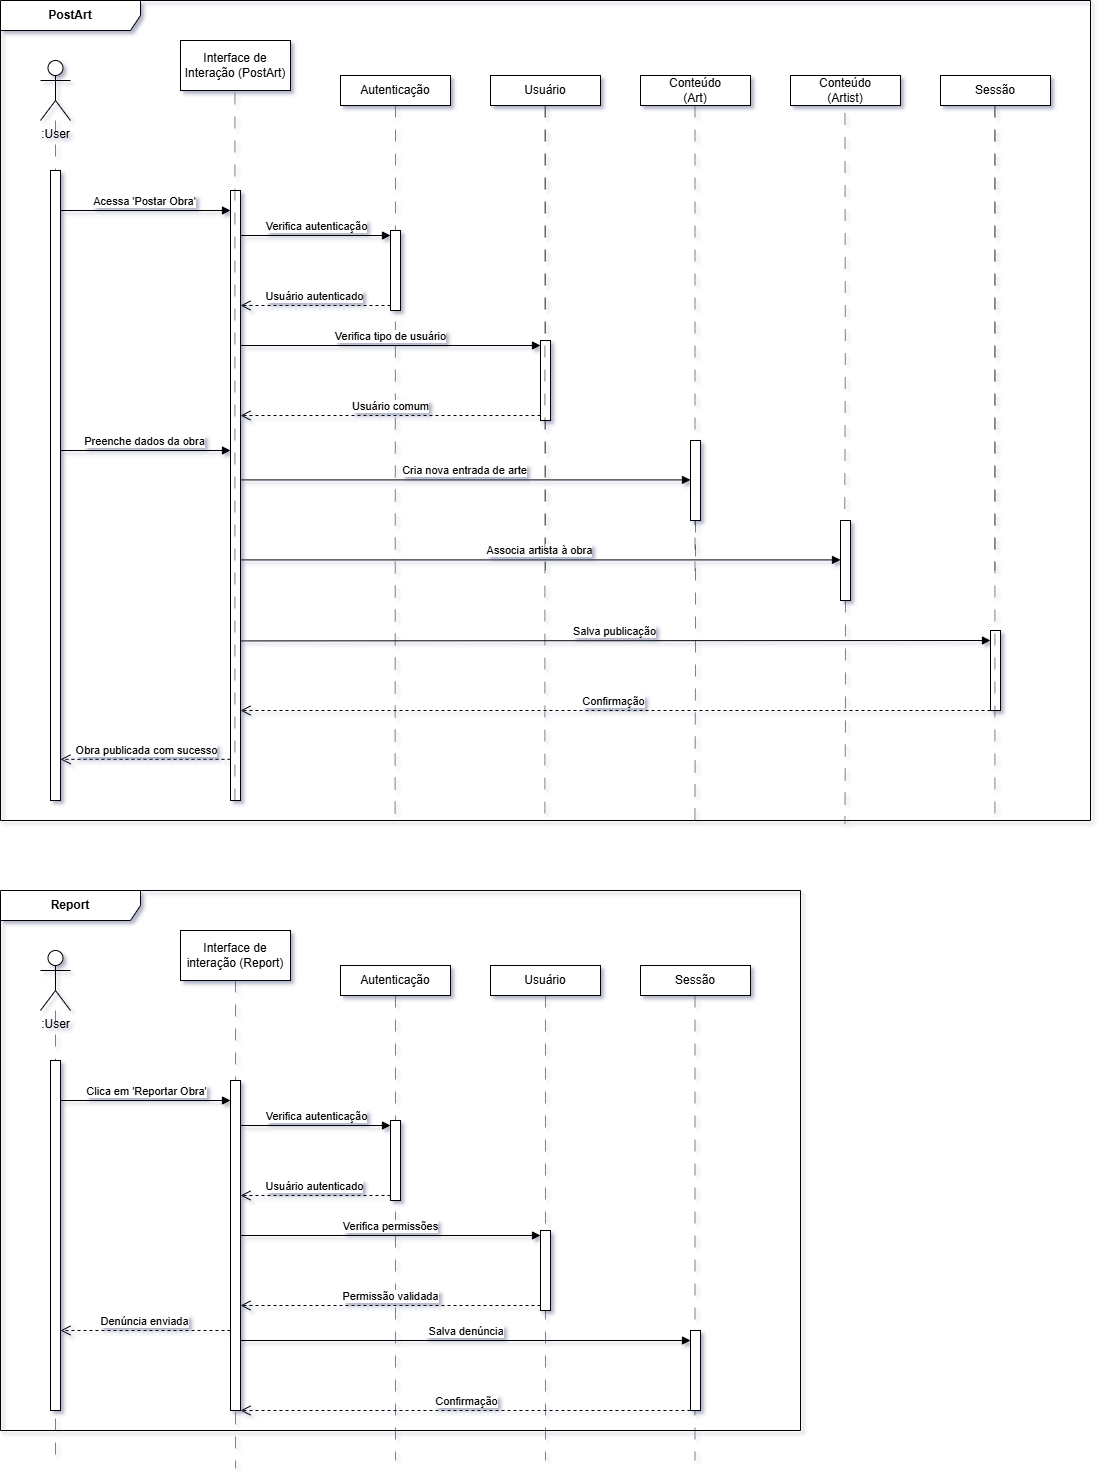 PostArt
Interface de
Interação (PostArt)
Autenticação
Usuário
Conteúdo
(Art)
Conteúdo
(Artist)
Sessão
:User
Acessa 'Postar Obra'
Verifica autenticação
Usuário autenticado
Verifica tipo de usuário
Usuário comum
Preenche dados da obra
Cria nova entrada de arte
Associa artista à obra
Salva publicação
Confirmação
Obra publicada com sucesso
Report
Interface de
interação (Report)
Autenticação
Usuário
Sessão
:User
Clica em 'Reportar Obra'
Verifica autenticação
Usuário autenticado
Verifica permissões
Permissão validada
Denúncia enviada
Salva denúncia
Confirmação